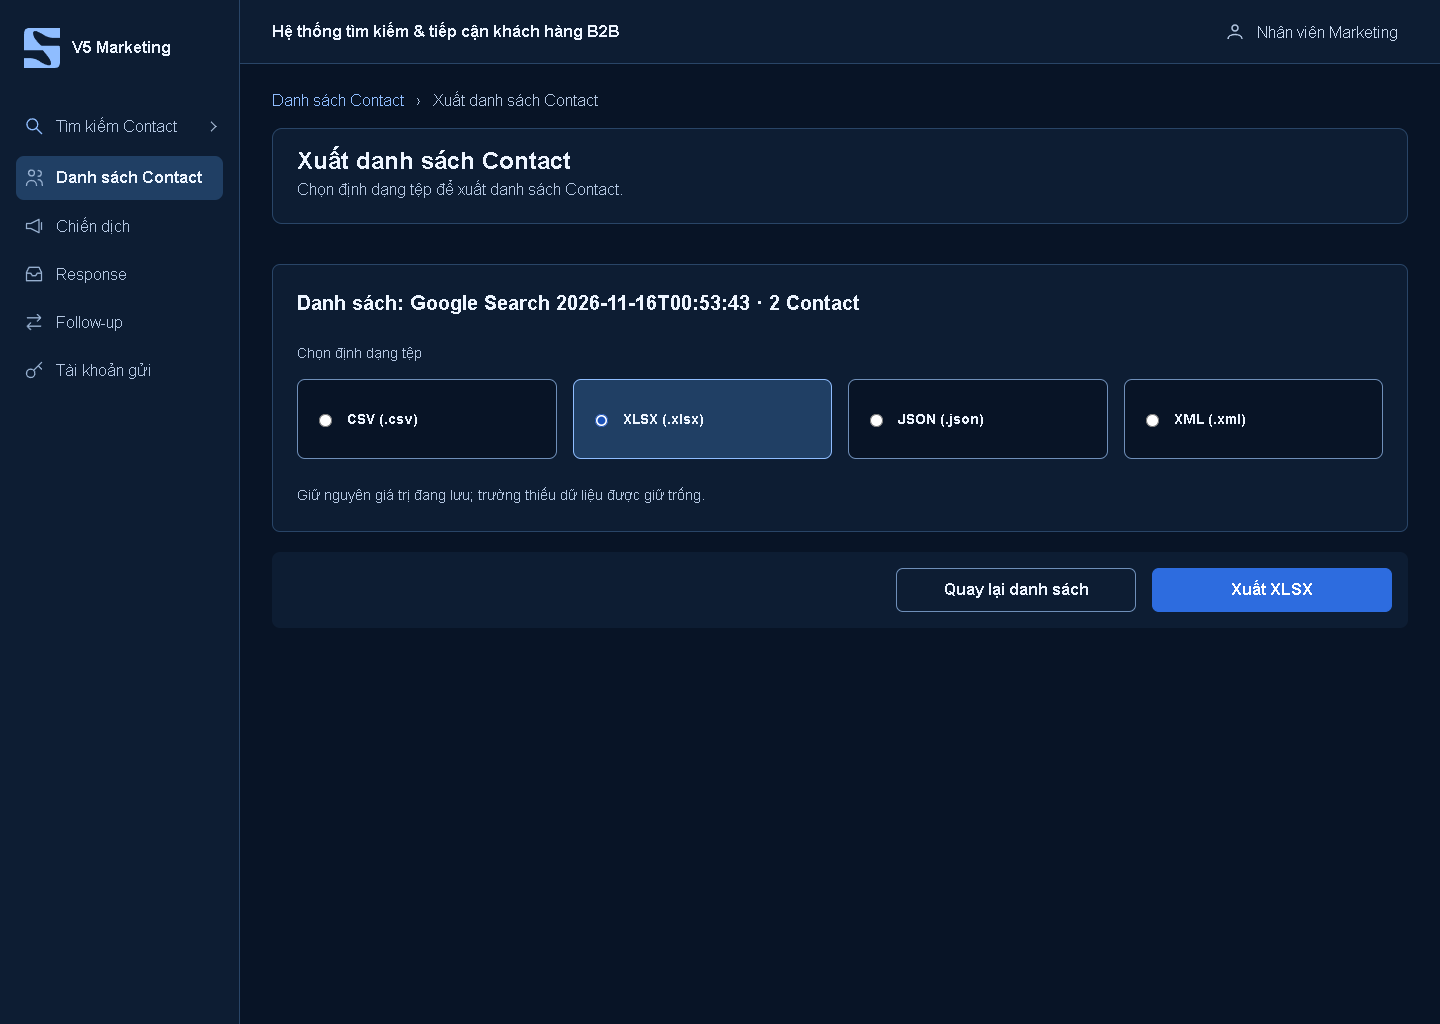 V5 Marketing
Hệ thống tìm kiếm & tiếp cận khách hàng B2B
Nhân viên Marketing
Tìm kiếm Contact
Danh sách Contact
Chiến dịch
Response
Follow-up
Tài khoản gửi
Danh sách Contact › Xuất danh sách Contact
Xuất danh sách Contact
Chọn định dạng tệp để xuất danh sách Contact.
Danh sách: Google Search 2026-11-16T00:53:43 · 2 Contact
Chọn định dạng tệp
CSV (.csv)
XLSX (.xlsx)
JSON (.json)
XML (.xml)
Giữ nguyên giá trị đang lưu; trường thiếu dữ liệu được giữ trống.
Quay lại danh sách
Xuất XLSX